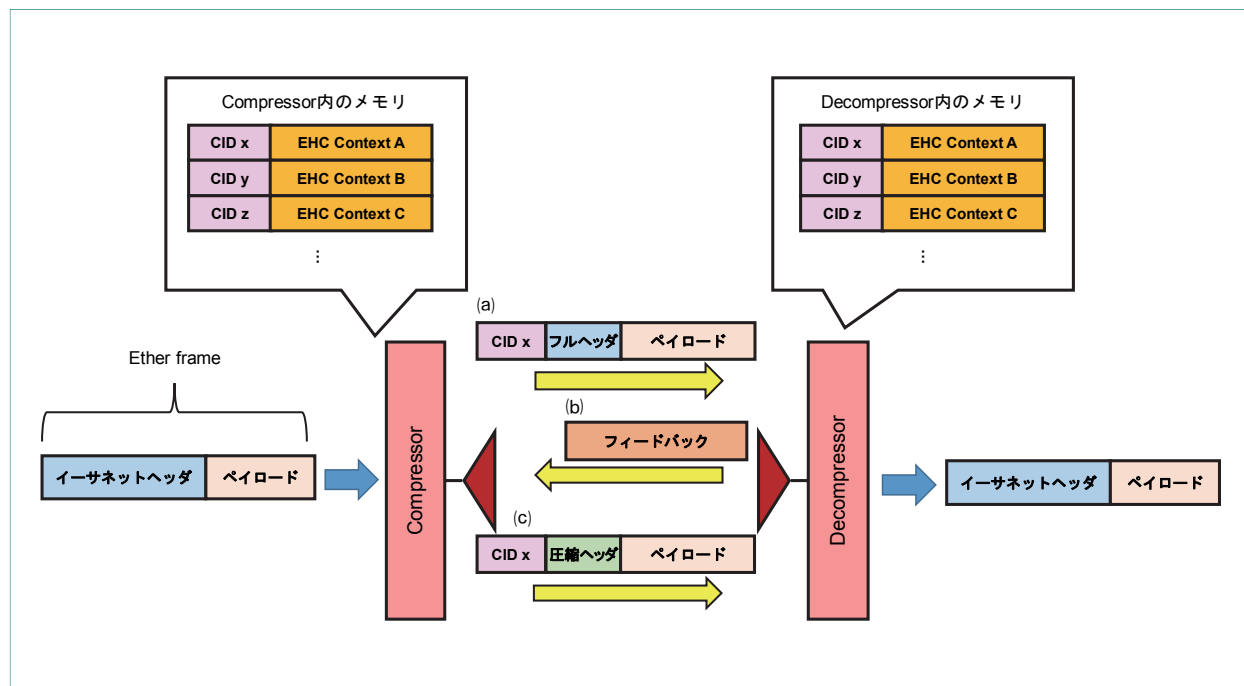 Compressor内のメモリ
CID x EHC Context A
CID y EHC Context B
CID z EHC Context C
⋮
Decompressor内のメモリ
CID x EHC Context A
CID y EHC Context B
CID z EHC Context C
⋮
Ether frame
イーサネットヘッダ ペイロード
Compressor
(a)
CID x フルヘッダ ペイロード
(b)
フィードバック
(c)
CID x 圧縮ヘッダ ペイロード
Decompressor
イーサネットヘッダ ペイロード